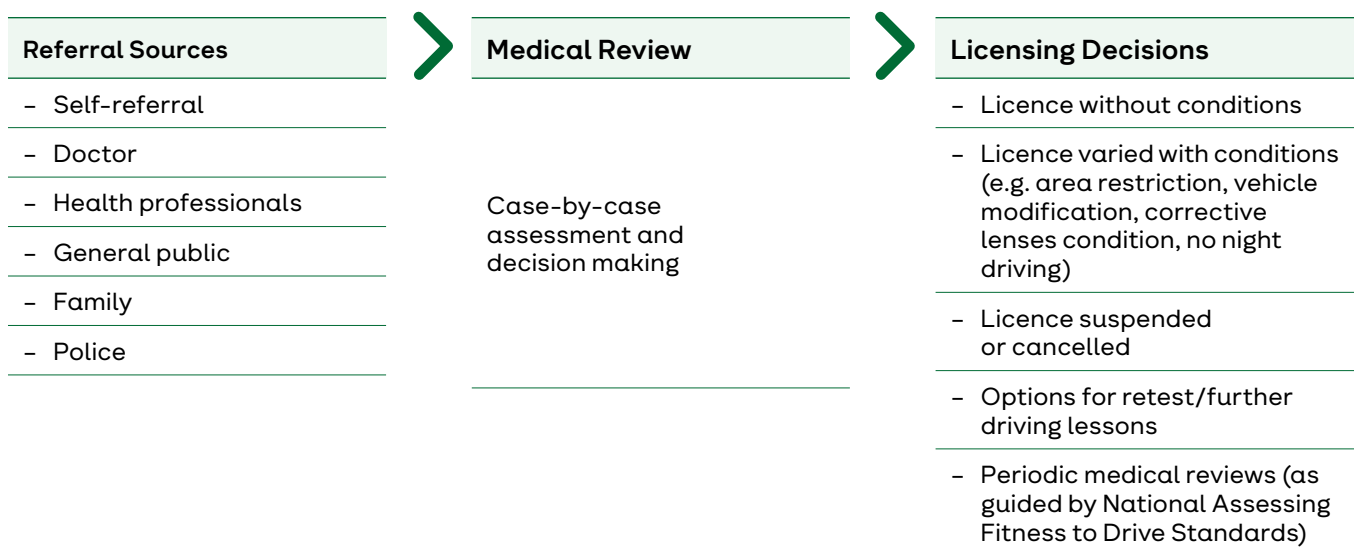 Referral Sources
– Self-referral
– Doctor
– Health professionals
– General public
– Family
– Police
Medical Review
Case-by-case
assessment and
decision making
Licensing Decisions
– Licence without conditions
– Licence varied with conditions
(e.g. area restriction, vehicle
modification, corrective
lenses condition, no night
driving)
– Licence suspended
or cancelled
– Options for retest/further
driving lessons
– Periodic medical reviews (as
guided by National Assessing
Fitness to Drive Standards)